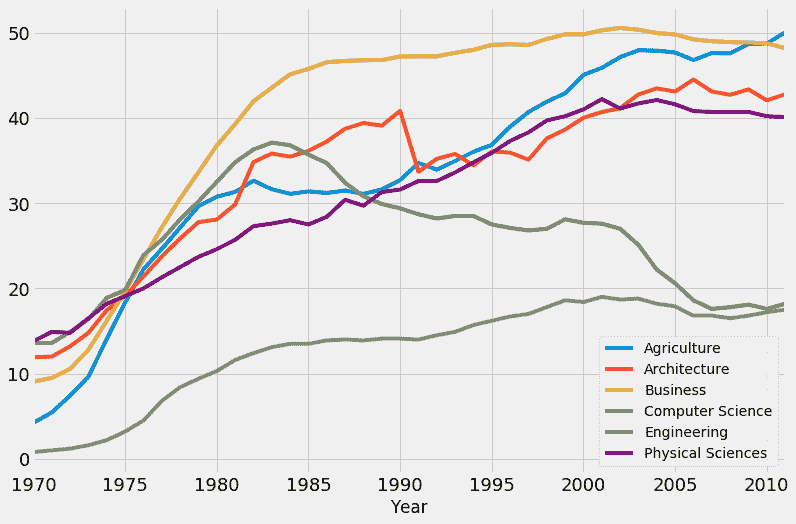 50
40
30
20
10
0
Agriculture
Architecture
Business
Computer Science
Engineering
Physical Sciences
1970 1975 1980 1985 1990 1995 2000 2005 2010
Year